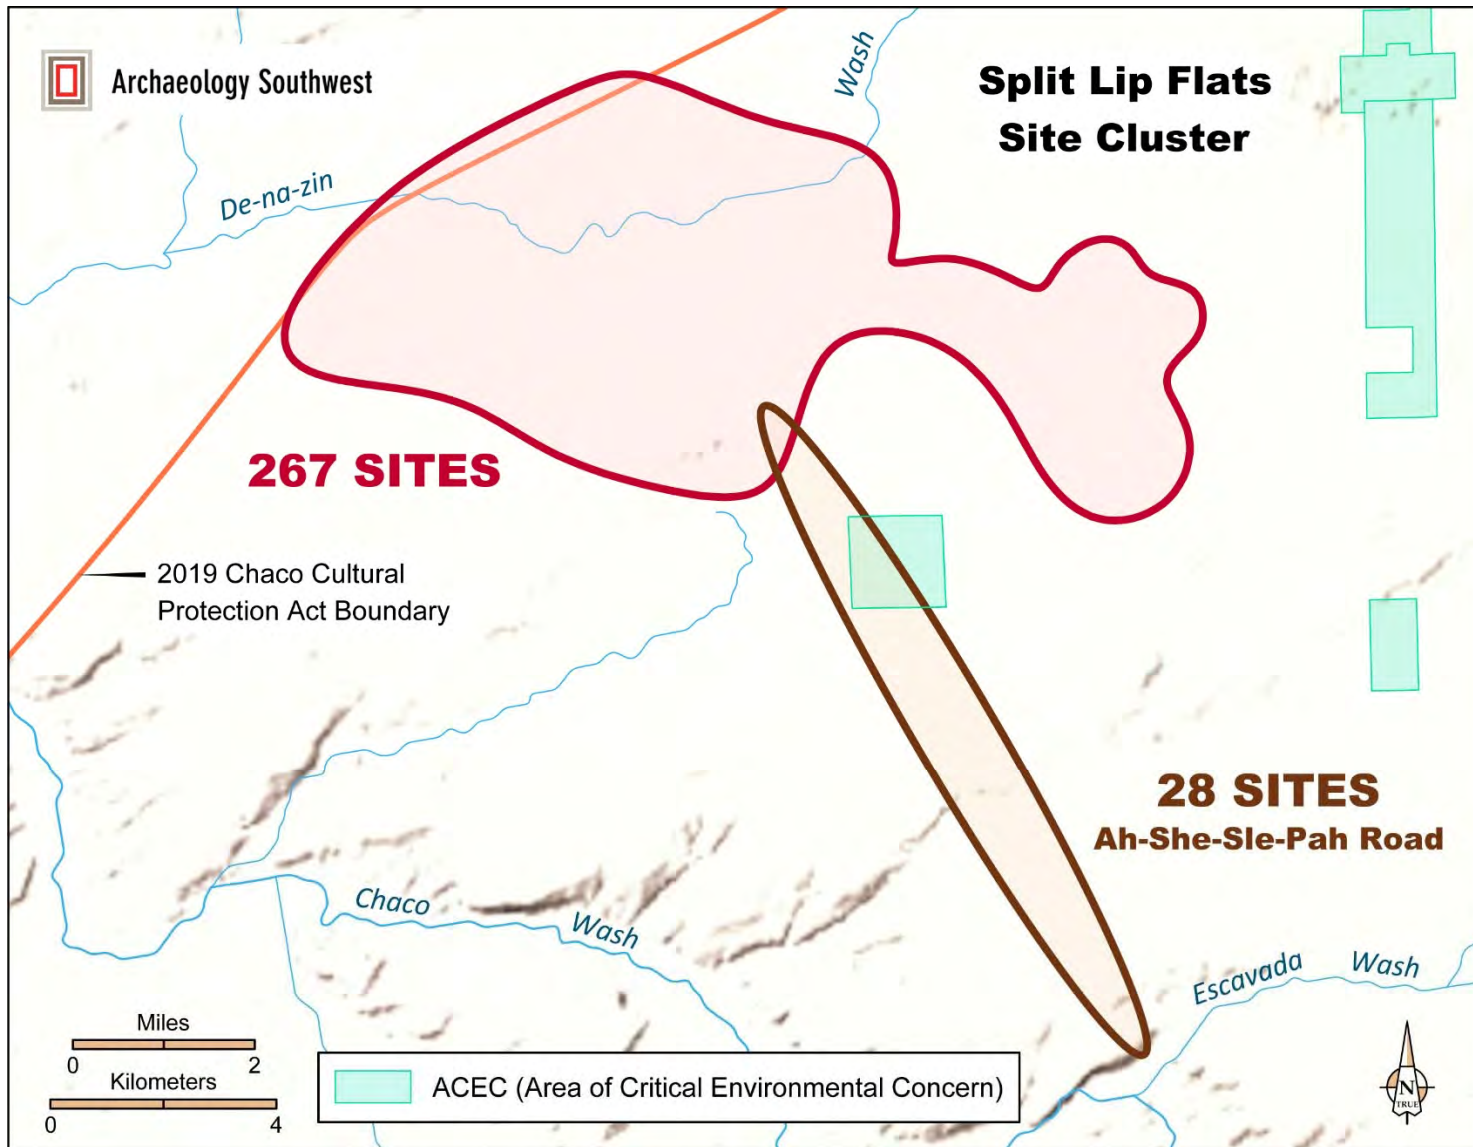 Archaeology Southwest
Split Lip Flats
Site Cluster
De-na-zin
Wash
267 SITES
2019 Chaco Cultural
Protection Act Boundary
28 SITES
Ah-She-Sle-Pah Road
Chaco
Wash
Escavada
Wash
Miles
0
2
Kilometers
0
4
ACEC (Area of Critical Environmental Concern)
N
TRUE